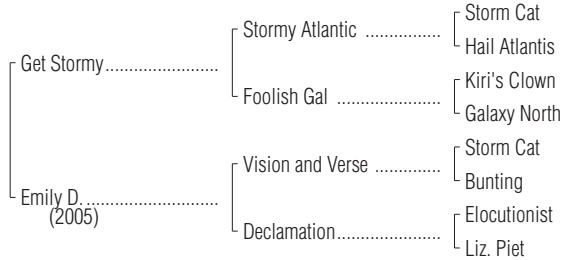 Storm Cat
Stormy Atlantic ..................
Hail Atlantis
Get Stormy.......................
Kiri's Clown
Foolish Gal .....................
Galaxy North
Storm Cat
Vision and Verse .............
Bunting
Emily D. ...........................
(2005)
Elocutionist
Declamation.....................
Liz. Piet